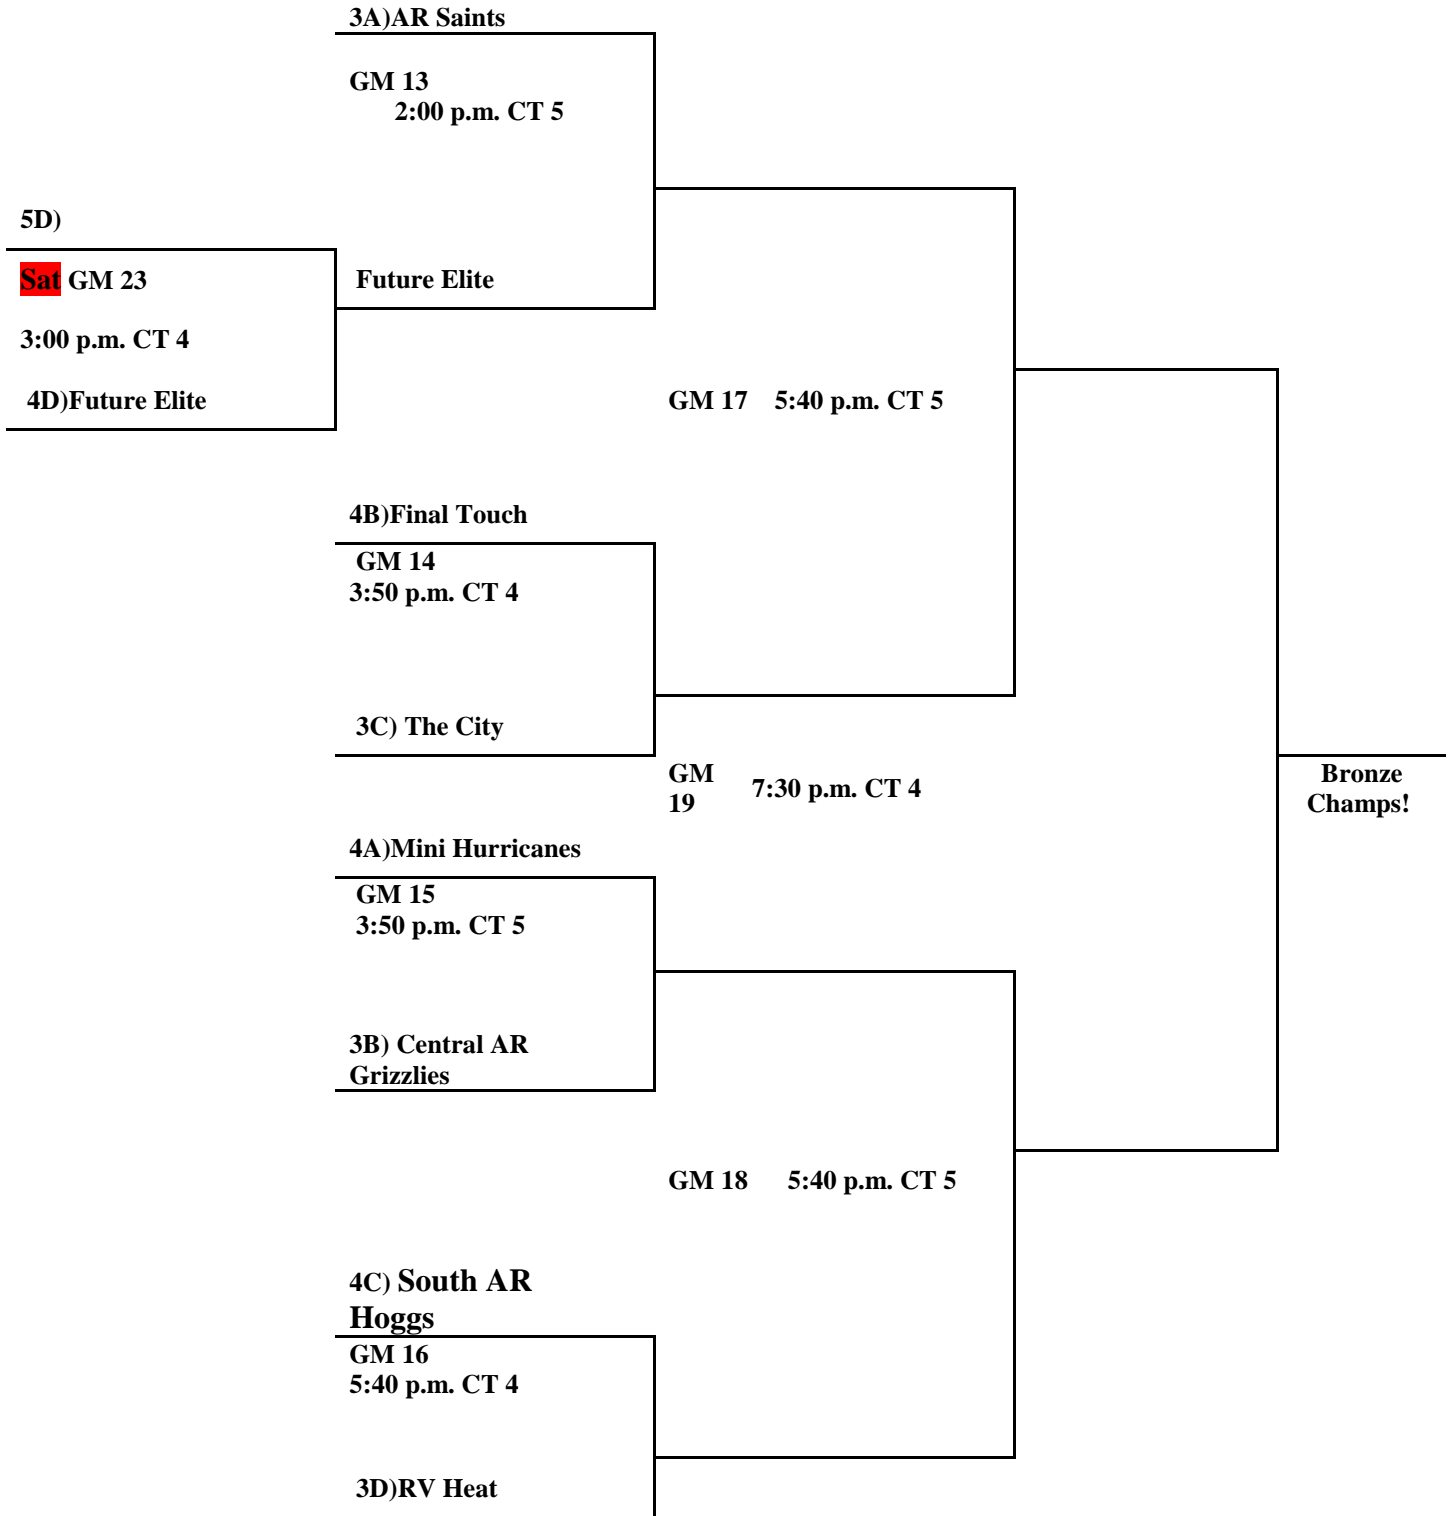 3A)AR Saints
GM 13
2:00 p.m. CT 5
5D)
Sat GM 23
Future Elite
3:00 p.m. CT 4
4D)Future Elite
GM 17 5:40 p.m. CT 5
4B)Final Touch
GM 14
3:50 p.m. CT 4
3C) The City
GM
19
7:30 p.m. CT 4
Bronze
Champs!
4A)Mini Hurricanes
GM 15
3:50 p.m. CT 5
3B) Central AR
Grizzlies
GM 18 5:40 p.m. CT 5
4C) South AR
Hoggs
GM 16
5:40 p.m. CT 4
3D)RV Heat